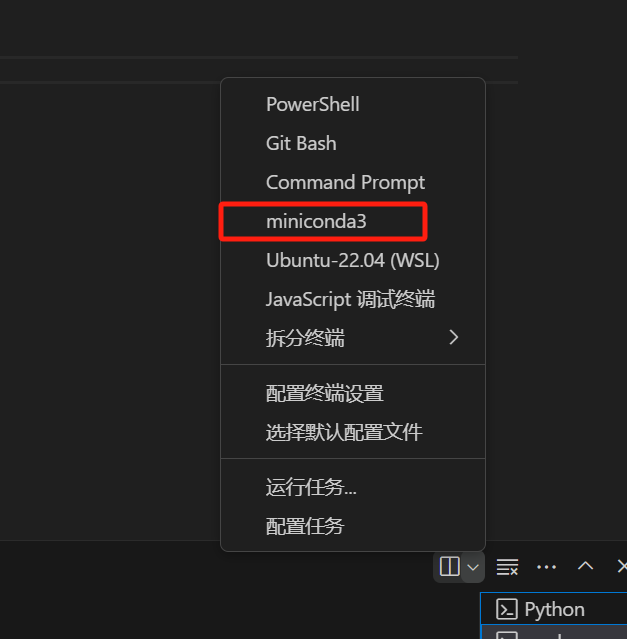 PowerShell
Git Bash
Command Prompt
miniconda3
Ubuntu-22.04 (WSL)
JavaScript 调试终端
拆分终端
配置终端设置
选择默认配置文件
运行任务...
配置任务
Python